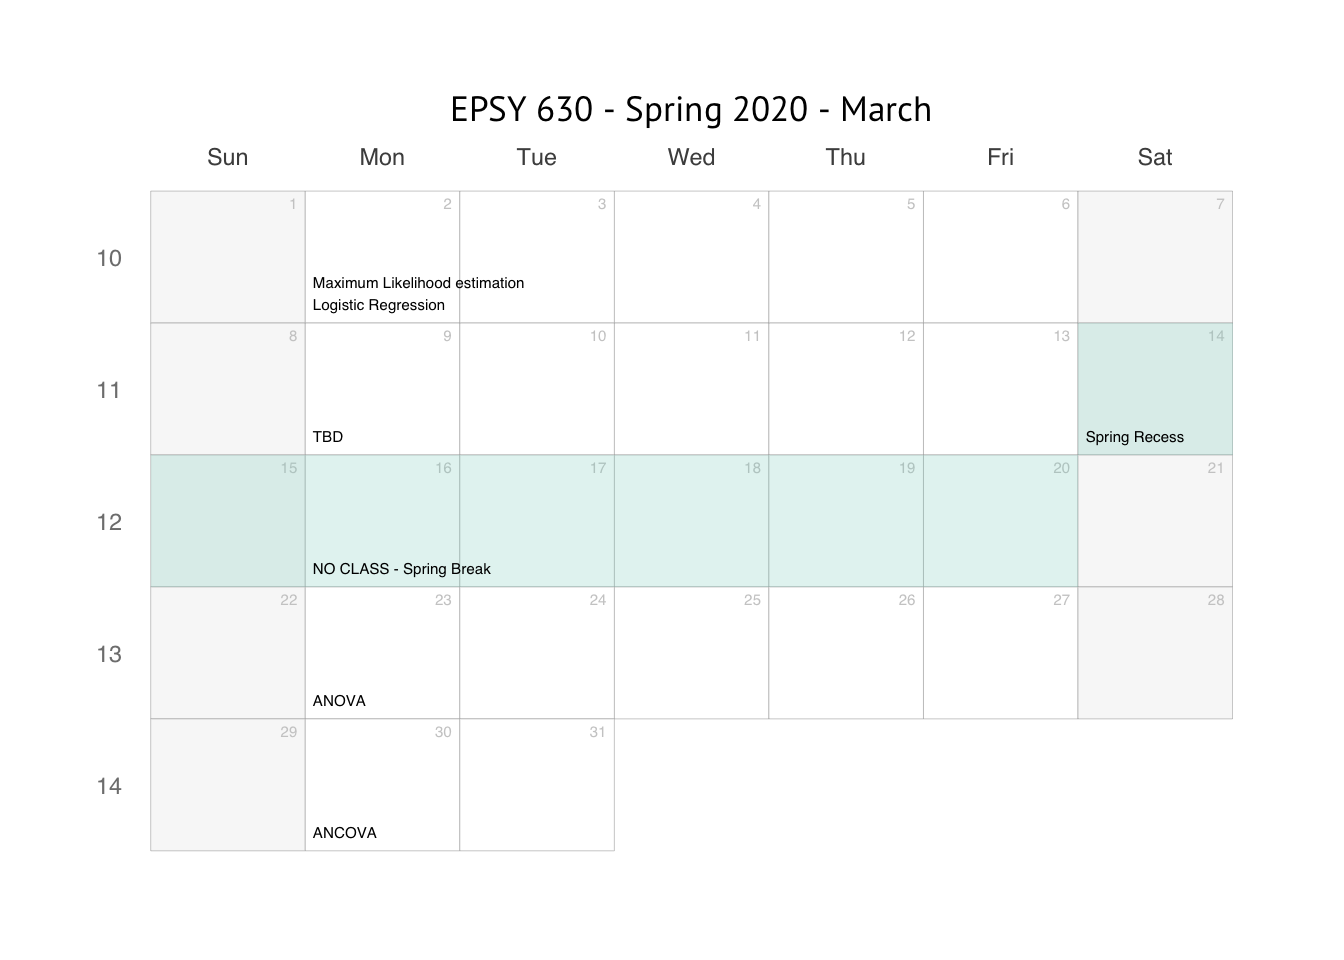 EPSY 630 - Spring 2020 - March
Sun Mon Tue Wed Thu Fri Sat
1 2 3 4 5 6 7
10
Maximum Likelihood estimation
Logistic Regression
8 9 10 11 12 13 14
11
TBD Spring Recess
15 16 17 18 19 20 21
12
NO CLASS - Spring Break
22 23 24 25 26 27 28
13
ANOVA
29 30 31
14
ANCOVA